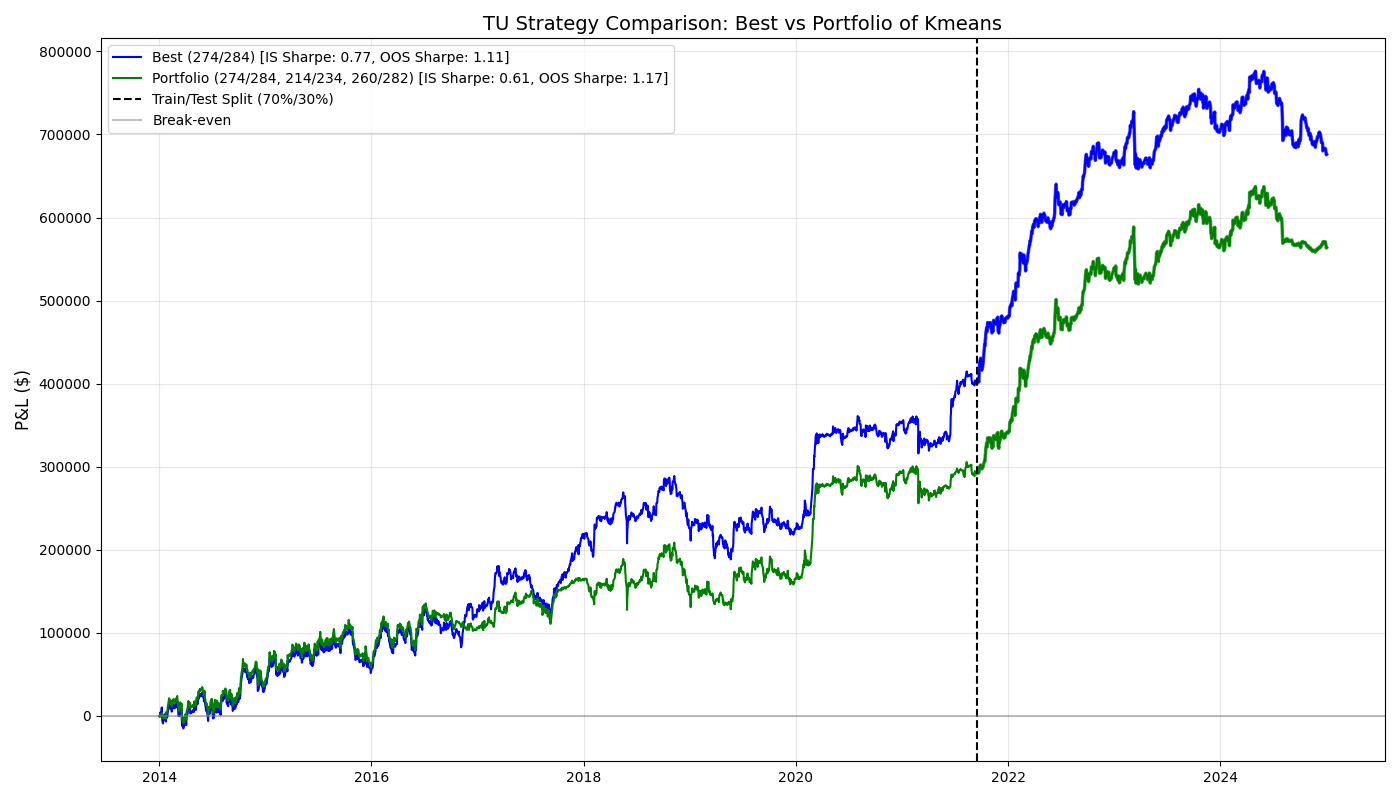 TU Strategy Comparison: Best vs Portfolio of Kmeans
Best (274/284) [IS Sharpe: 0.77, OOS Sharpe: 1.11]
Portfolio (274/284, 214/234, 260/282) [IS Sharpe: 0.61, OOS Sharpe: 1.17]
Train/Test Split (70%/30%)
Break-even
P&L ($)
800000
700000
600000
500000
400000
300000
200000
100000
0
2014 2016 2018 2020 2022 2024